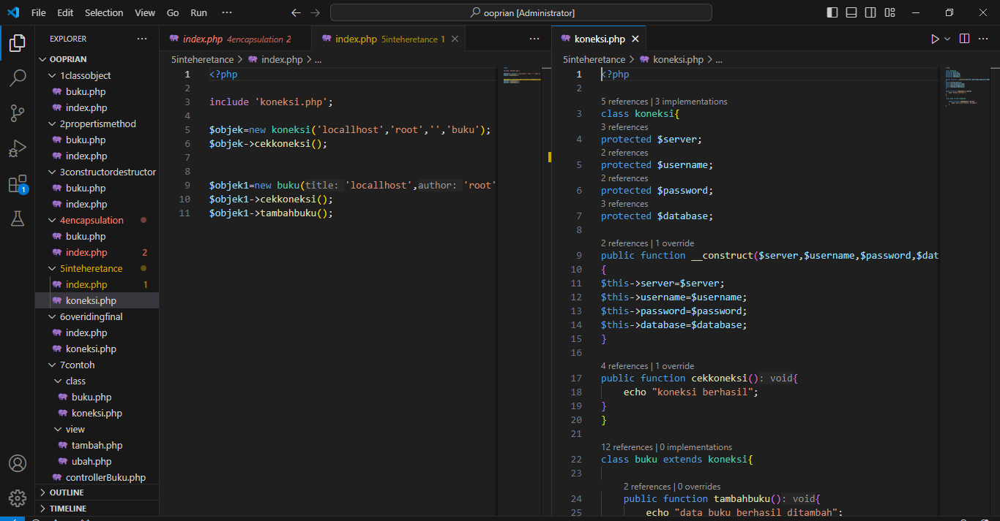 File Edit Selection View Go Run ··· ooprian [Administrator]
EXPLORER ···
OOPRIAN
1classobject
buku.php
index.php
2propertismethod
buku.php
index.php
3constructordestructor
buku.php
index.php
4encapsulation
buku.php
index.php 2
5inteheretance
index.php 1
koneksi.php
6overidingfinal
index.php
koneksi.php
7contoh
class
buku.php
koneksi.php
view
tambah.php
ubah.php
controllerBuku.php
OUTLINE
TIMELINE
1
index.php 4encapsulation 2
index.php 5inteheretance 1
5inteheretance > index.php > ...
1 <?php
2
3 include 'koneksi.php';
4
5 $objek=new koneksi('locallhost','root','','buku');
6 $objek->cekkoneksi();
7
8
9 $objek1=new buku(title: 'locallhost',author: 'root'
10 $objek1->cekkoneksi();
11 $objek1->tambahbuku();
koneksi.php
5inteheretance > koneksi.php > ...
1 <?php
2
5 references | 3 implementations
3 class koneksi{
3 references
4 protected $server;
2 references
5 protected $username;
2 references
6 protected $password;
3 references
7 protected $database;
8
2 references | 1 override
9 public function __construct($server,$username,$password,$dat
10 {
11 $this->server=$server;
12 $this->username=$username;
13 $this->password=$password;
14 $this->database=$database;
15 }
16
4 references | 1 override
17 public function cekkoneksi(): void{
18 echo "koneksi berhasil";
19 }
20 }
21
12 references | 0 implementations
22 class buku extends koneksi{
23
2 references | 0 overrides
24 public function tambahbuku(): void{
25 echo "data buku berhasil ditambah";